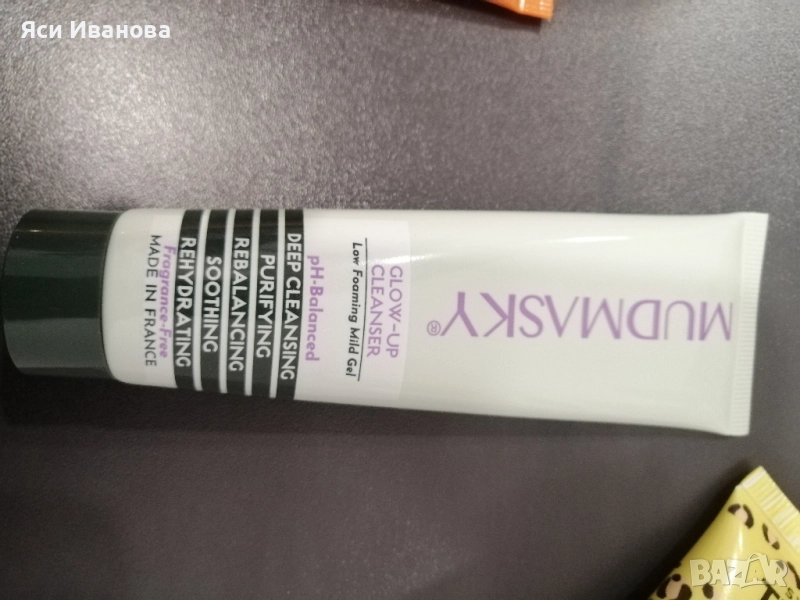 Яси Иванова
MUDMASKY®
GLOW-UP
CLEANSER
Low Foaming Mild Gel
pH-Balanced
DEEP CLEANSING
PURIFYING
REBALANCING
SOOTHING
REHYDRATING
Fragrance-Free
MADE IN FRANCE
BAZAR